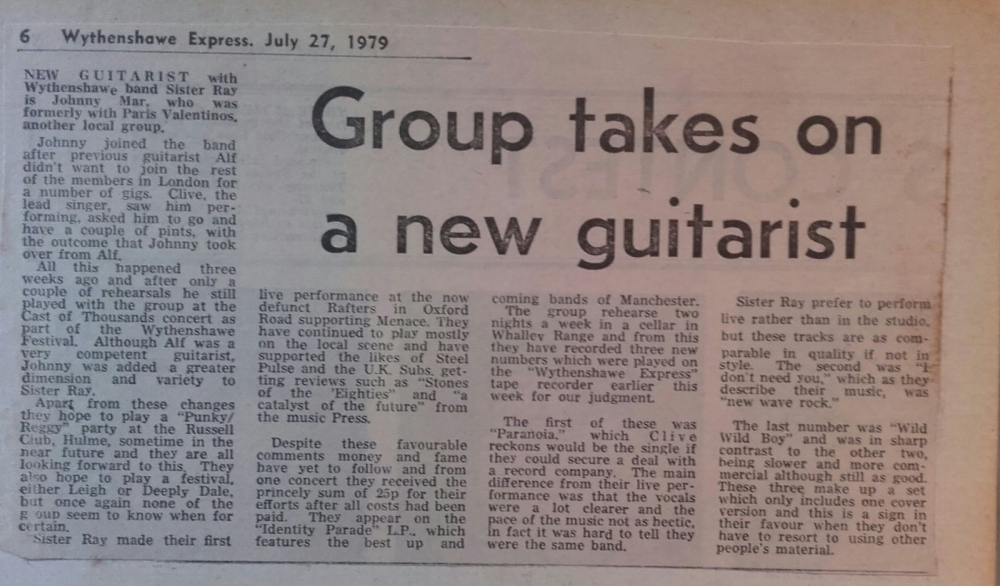 6 Wythenshawe Express. July 27, 1979
Group takes on
a new guitarist
NEW GUITARIST with
Wythenshawe band Sister Ray
is Johnny Mar, who was
formerly with Paris Valentinos,
another local group.
Johnny joined the band
after previous guitarist Alf
didn't want to join the rest
of the members in London for
a number of gigs. Clive, the
lead singer, saw him per-
forming, asked him to go and
have a couple of pints, with
the outcome that Johnny took
over from Alf.
All this happened three
weeks ago and after only a
couple of rehearsals he still
played with the group at the
Cast of Thousands concert as
part of the Wythenshawe
Festival. Although Alf was a
very competent guitarist,
Johnny was added a greater
dimension and variety to
Sister Ray.
Apart from these changes
they hope to play a "Punky/
Reggy" party at the Russell
Club, Hulme, sometime in the
near future and they are all
looking forward to this. They
also hope to play a festival,
either Leigh or Deeply Dale,
but once again none of the
g oup seem to know when for
certain.
Sister Ray made their first
live performance at the now
defunct Rafters in Oxford
Road supporting Menace. They
have continued to play mostly
on the local scene and have
supported the likes of Steel
Pulse and the U.K. Subs, get-
ting reviews such as "Stones
of the 'Eighties" and "a
catalyst of the future" from
the music Press.
Despite these favourable
comments money and fame
have yet to follow and from
one concert they received the
princely sum of 25p for their
efforts after all costs had been
paid. They appear on the
"Identity Parade" L.P., which
features the best up and
coming bands of Manchester.
The group rehearse two
nights a week in a cellar in
Whalley Range and from this
they have recorded three new
numbers which were played on
the "Wythenshawe Express"
tape recorder earlier this
week for our judgment.
The first of these was
"Paranoia," which Clive
reckons would be the single if
they could secure a deal with
a record company. The main
difference from their live per-
formance was that the vocals
were a lot clearer and the
pace of the music not as hectic,
in fact it was hard to tell they
were the same band.
Sister Ray prefer to perform
live rather than in the studio,
but these tracks are as com-
parable in quality if not in
style. The second was "I
don't need you," which as they
describe their music, was
"new wave rock."
The last number was "Wild
Wild Boy" and was in sharp
contrast to the other two,
being slower and more com-
mercial although still as good.
These three make up a set
which only includes one cover
version and this is a sign in
their favour when they don't
have to resort to using other
people's material.